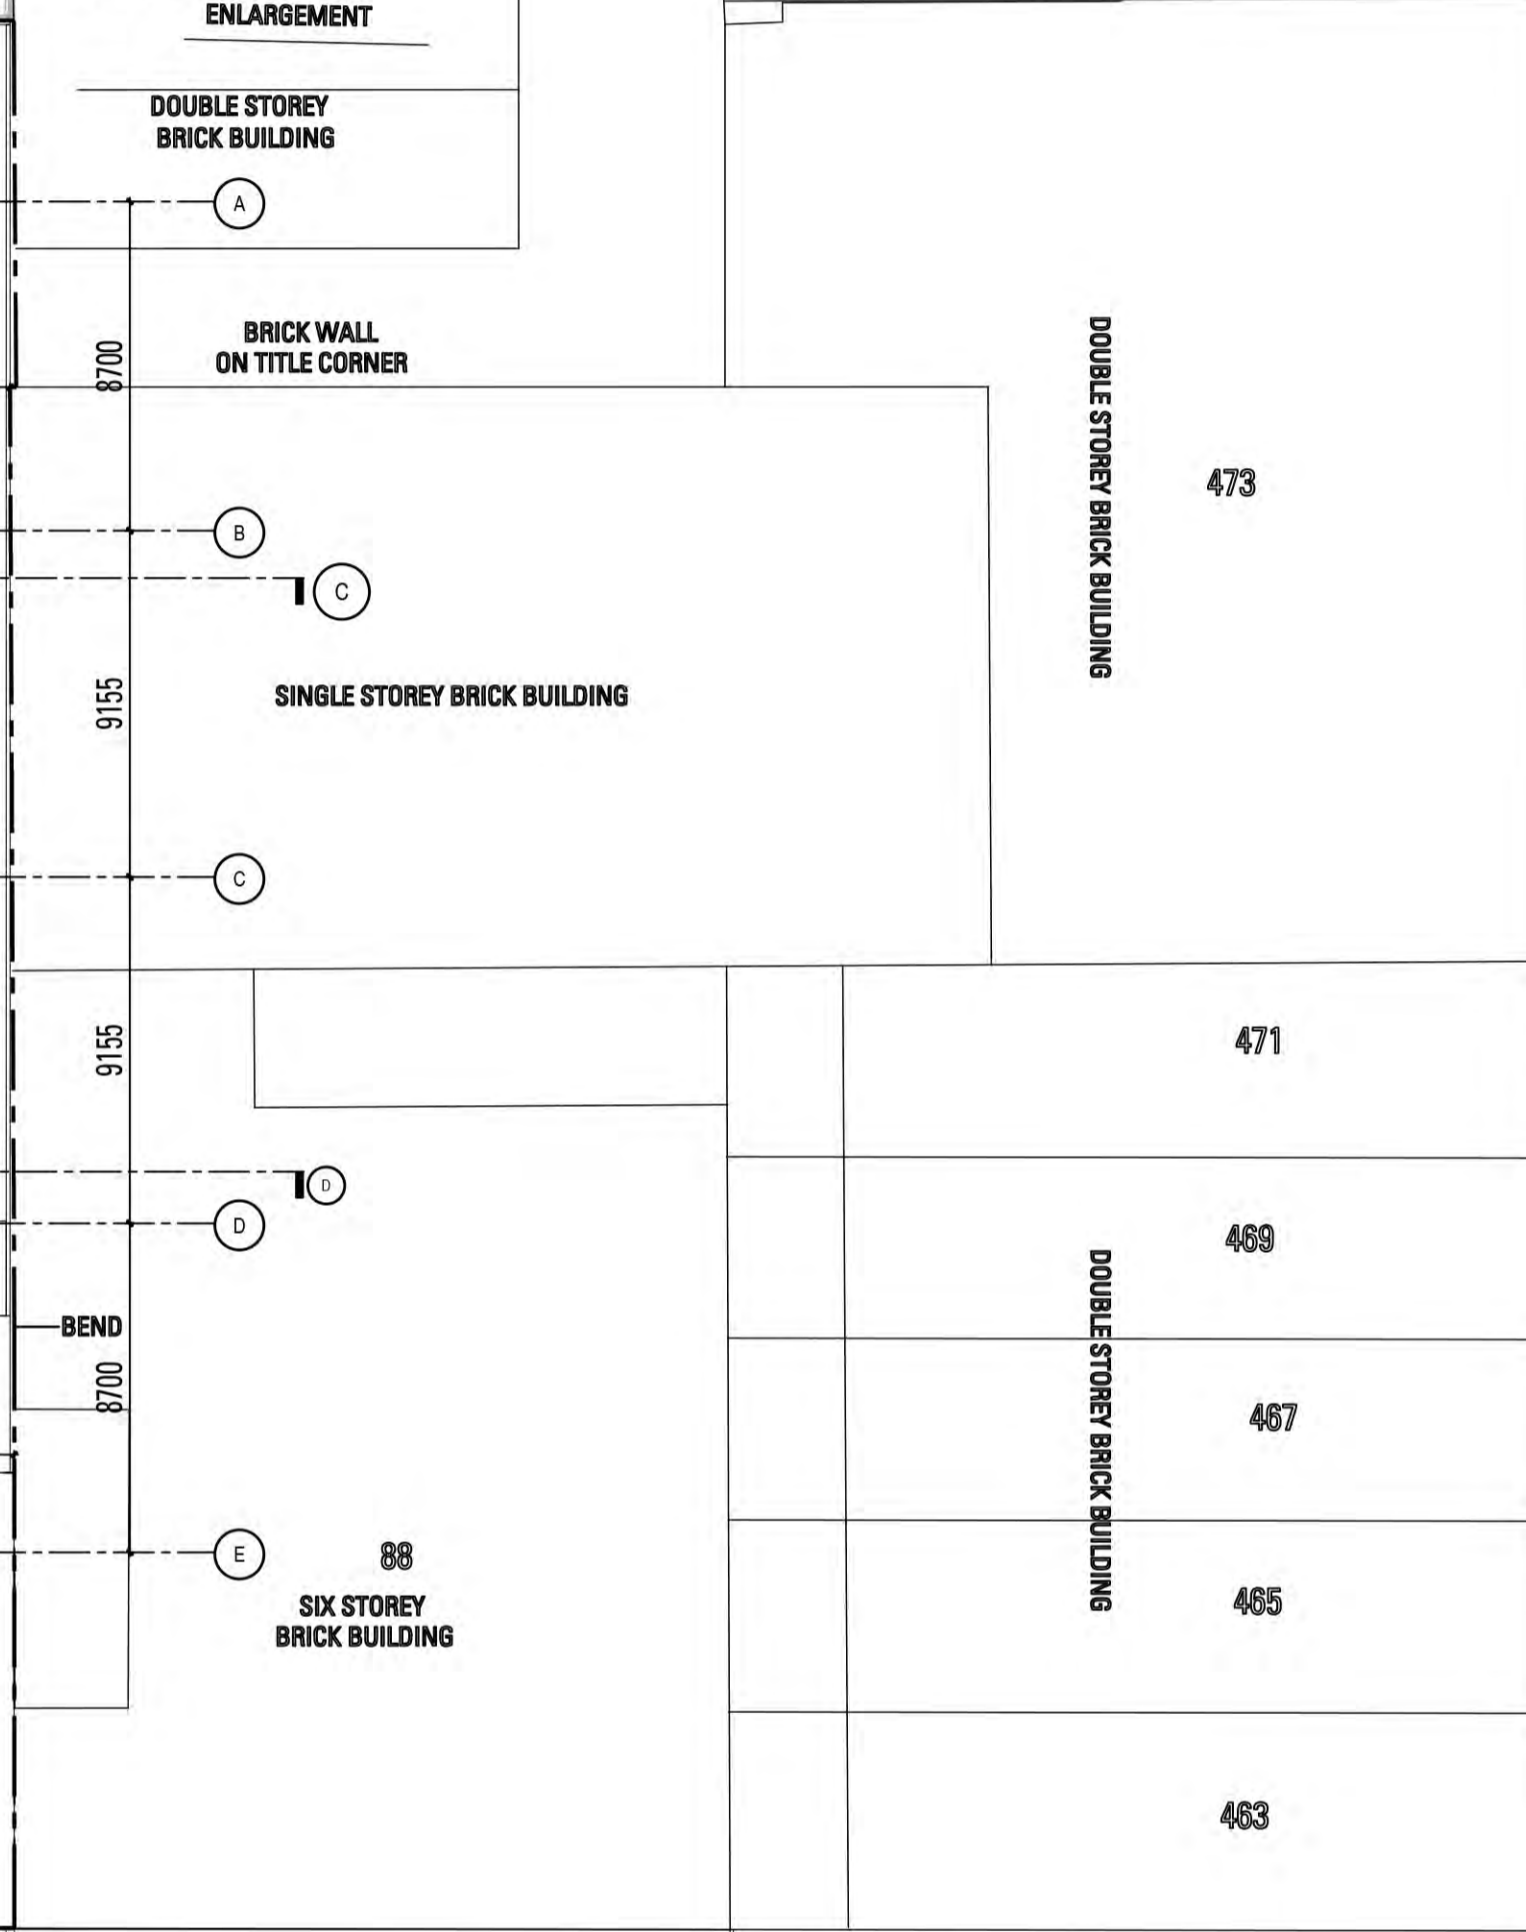 ENLARGEMENT
DOUBLE STOREY
BRICK BUILDING
A
BRICK WALL
ON TITLE CORNER
8700
DOUBLE STOREY BRICK BUILDING
473
B
C
9155
SINGLE STOREY BRICK BUILDING
C
9155
471
D
D
469
BEND
8700
DOUBLE STOREY BRICK BUILDING
467
E
88
SIX STOREY
BRICK BUILDING
465
463